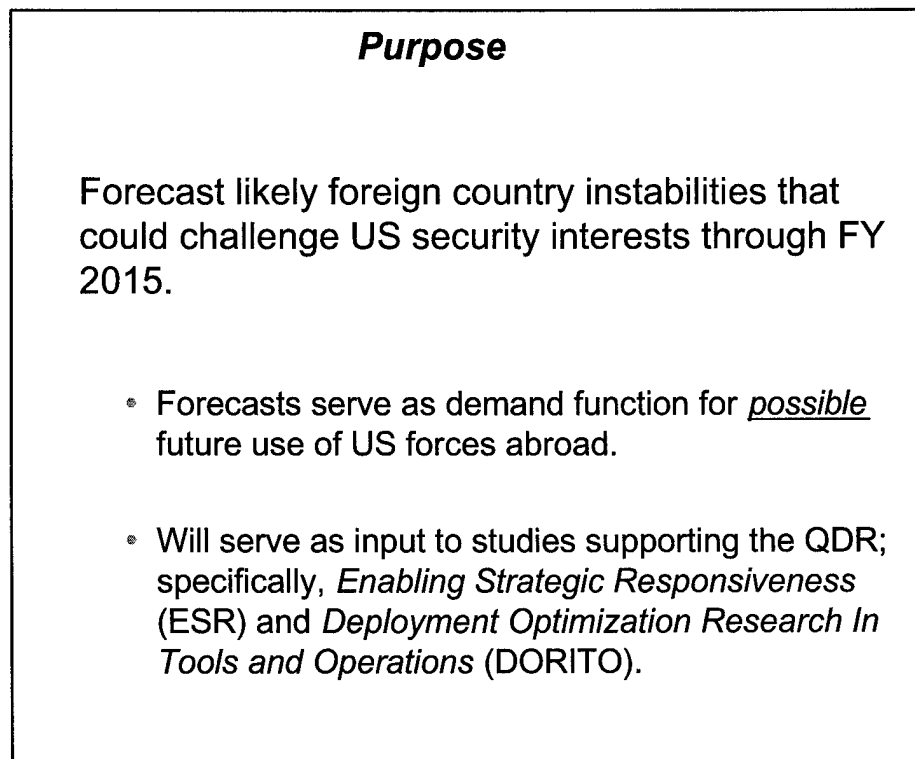 Purpose
Forecast likely foreign country instabilities that
could challenge US security interests through FY
2015.
• Forecasts serve as demand function for possible
future use of US forces abroad.
• Will serve as input to studies supporting the QDR;
specifically, Enabling Strategic Responsiveness
(ESR) and Deployment Optimization Research In
Tools and Operations (DORITO).